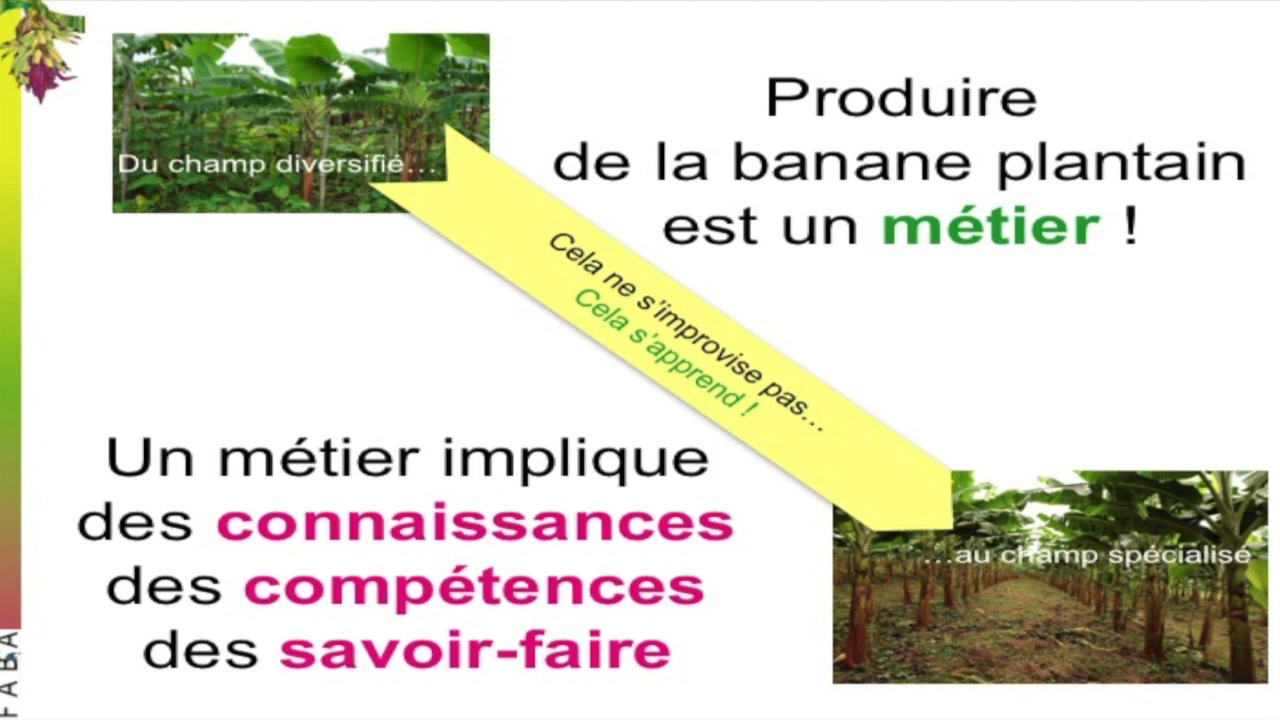 Du champ diversifié…
Produire
de la banane plantain
est un métier !
Cela ne s'improvise pas…
Cela s'apprend !
Un métier implique
des connaissances
des compétences
des savoir-faire
…au champ spécialisé
FABA